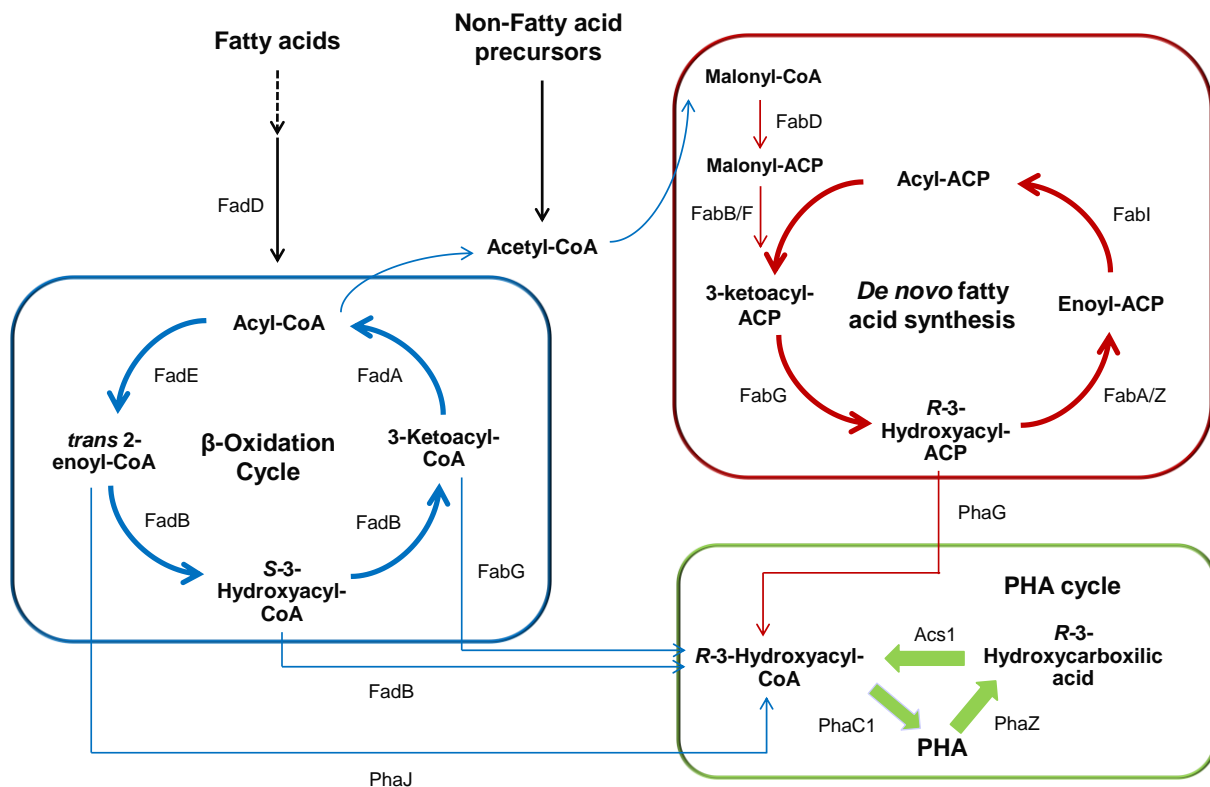 Fatty acids
Non-Fatty acid
precursors
FadD
Acetyl-CoA
Malonyl-CoA
FabD
Malonyl-ACP
FabB/F
Acyl-ACP
FabI
3-ketoacyl-
ACP
De novo fatty
acid synthesis
Enoyl-ACP
FabG
R-3-
Hydroxyacyl-
ACP
FabA/Z
PhaG
Acyl-CoA
FadE
FadA
trans 2-
enoyl-CoA
β-Oxidation
Cycle
3-Ketoacyl-
CoA
FadB
FadB
S-3-
Hydroxyacyl-
CoA
FabG
FadB
PhaJ
PHA cycle
Acs1
R-3-Hydroxyacyl-
CoA
R-3-
Hydroxycarboxilic
acid
PhaC1
PhaZ
PHA